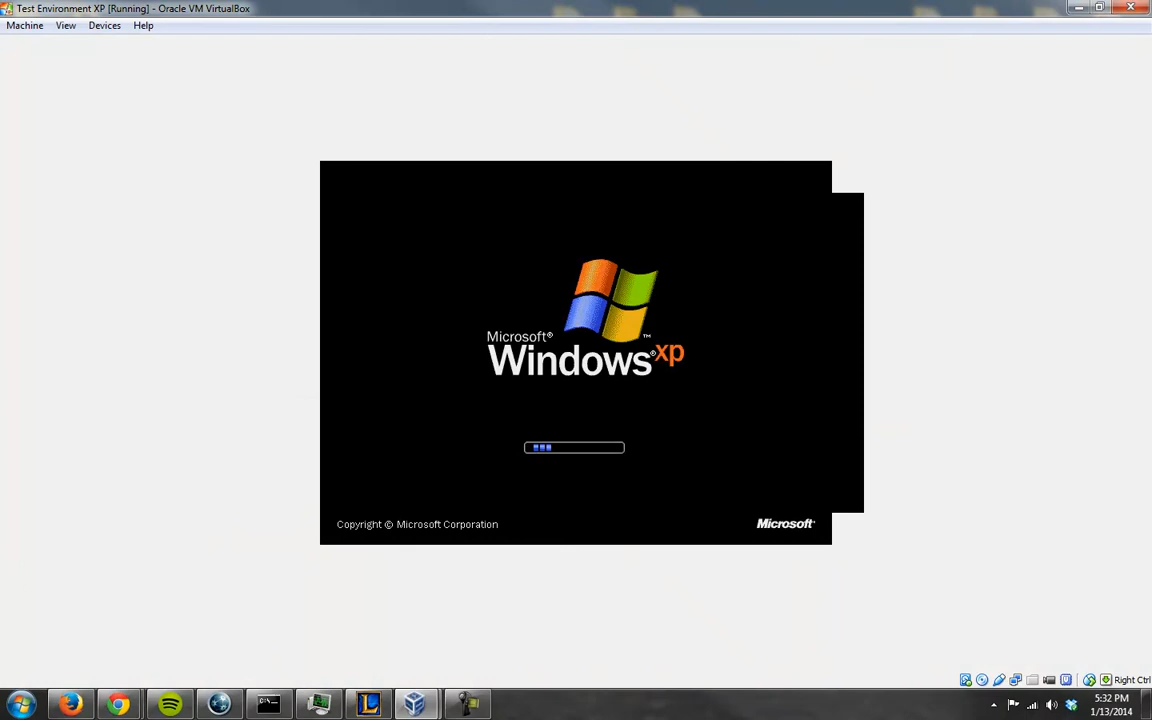 Test Environment XP [Running] - Oracle VM VirtualBox
Machine View Devices Help
Microsoft®
Windows®xp
™
Copyright © Microsoft Corporation
Microsoft®
Right Ctrl
C:\-
L
5:32 PM
1/13/2014